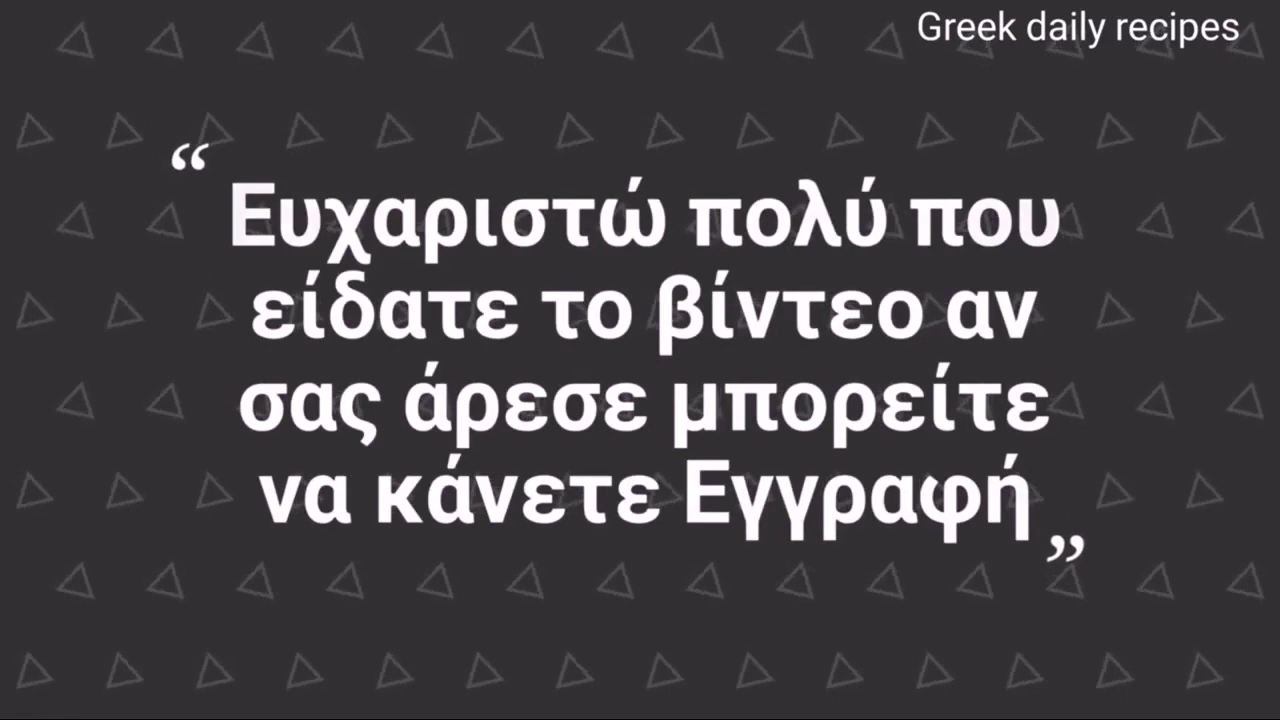 Greek daily recipes
“ Ευχαριστώ πολύ που
είδατε το βίντεο αν
σας άρεσε μπορείτε
να κάνετε Εγγραφή ”